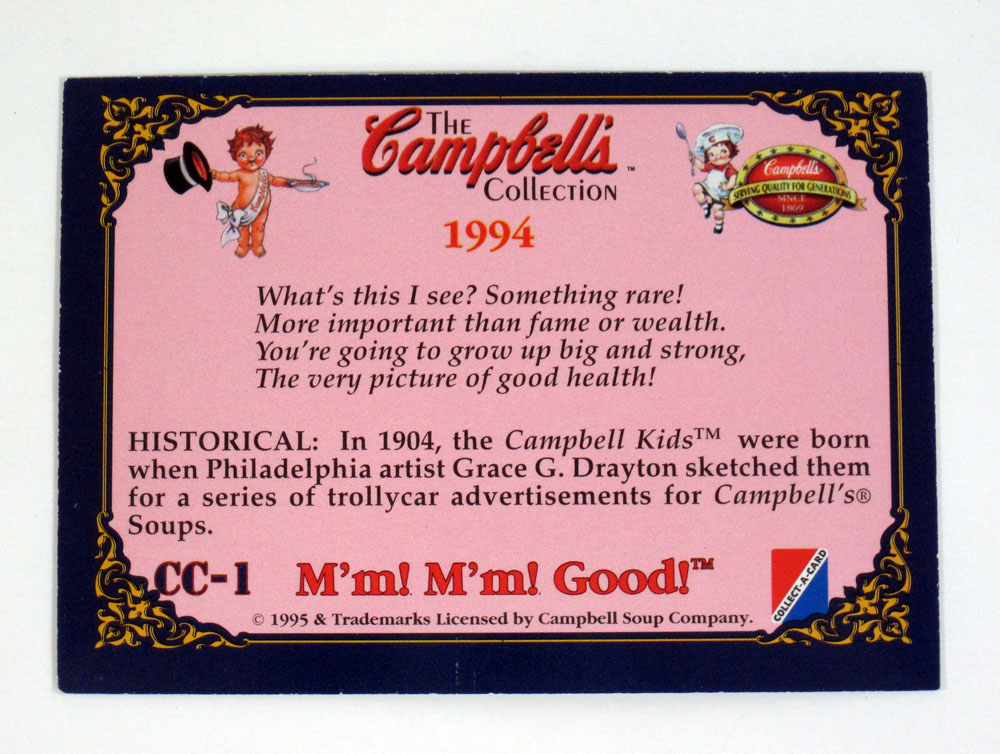 THE
Campbell's™
COLLECTION
1994
Campbell's
SERVING QUALITY FOR GENERATIONS
SINCE
1869
What's this I see? Something rare!
More important than fame or wealth.
You're going to grow up big and strong,
The very picture of good health!
HISTORICAL: In 1904, the Campbell Kids™ were born
when Philadelphia artist Grace G. Drayton sketched them
for a series of trollycar advertisements for Campbell's®
Soups.
CC-1 M'm! M'm! Good!™
COLLECT-A-CARD
© 1995 & Trademarks Licensed by Campbell Soup Company.